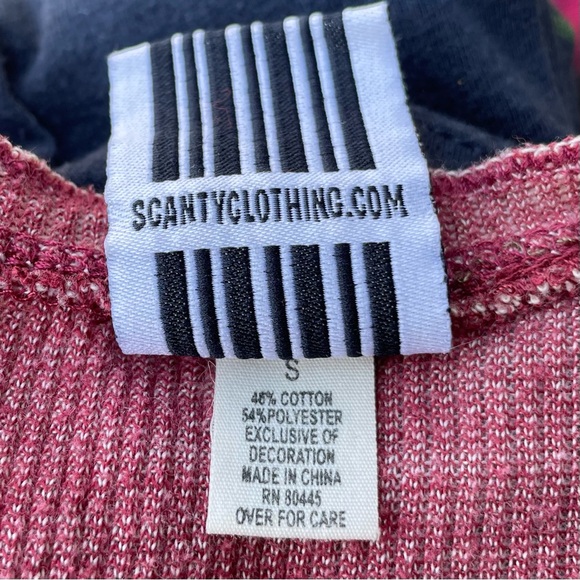 SCANTYCLOTHING.COM
S
46% COTTON
54%POLYESTER
EXCLUSIVE OF
DECORATION
MADE IN CHINA
RN 80445
OVER FOR CARE